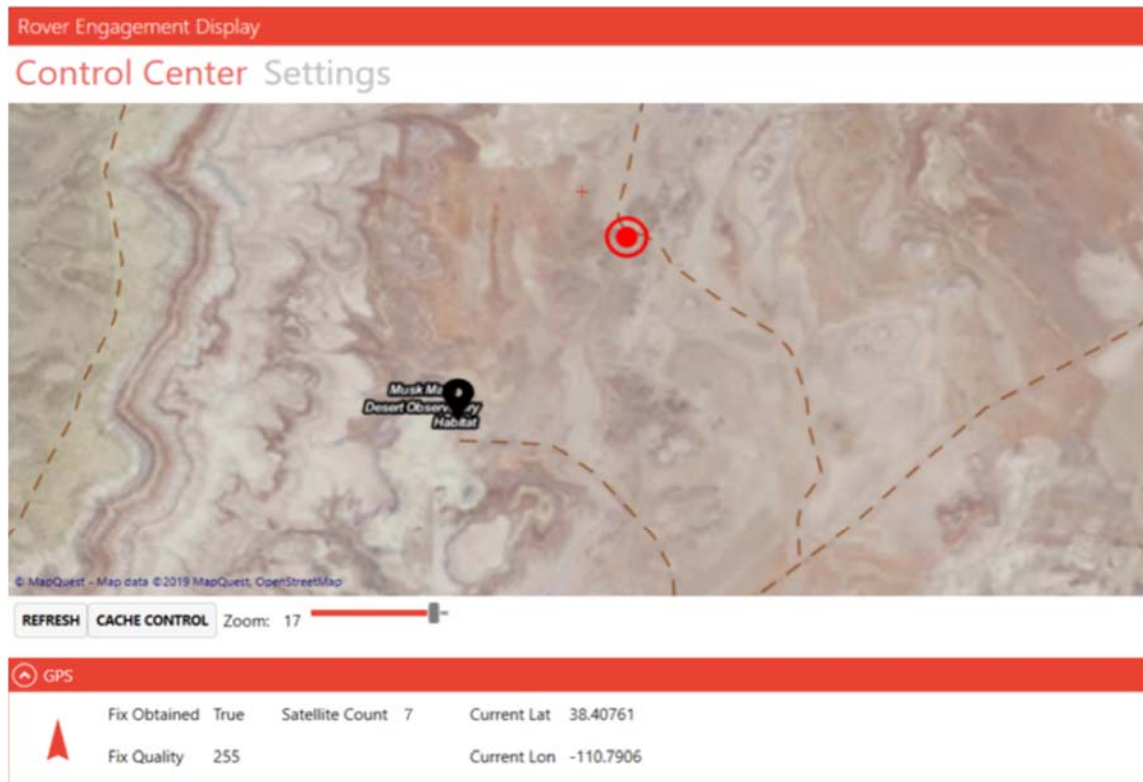 Rover Engagement Display
Control Center Settings
Musk Ma
Desert Observ ry
Habitat
© MapQuest - Map data ©2019 MapQuest, OpenStreetMap
REFRESH CACHE CONTROL Zoom: 17
GPS
Fix Obtained True Satellite Count 7 Current Lat 38.40761
Fix Quality 255 Current Lon -110.7906